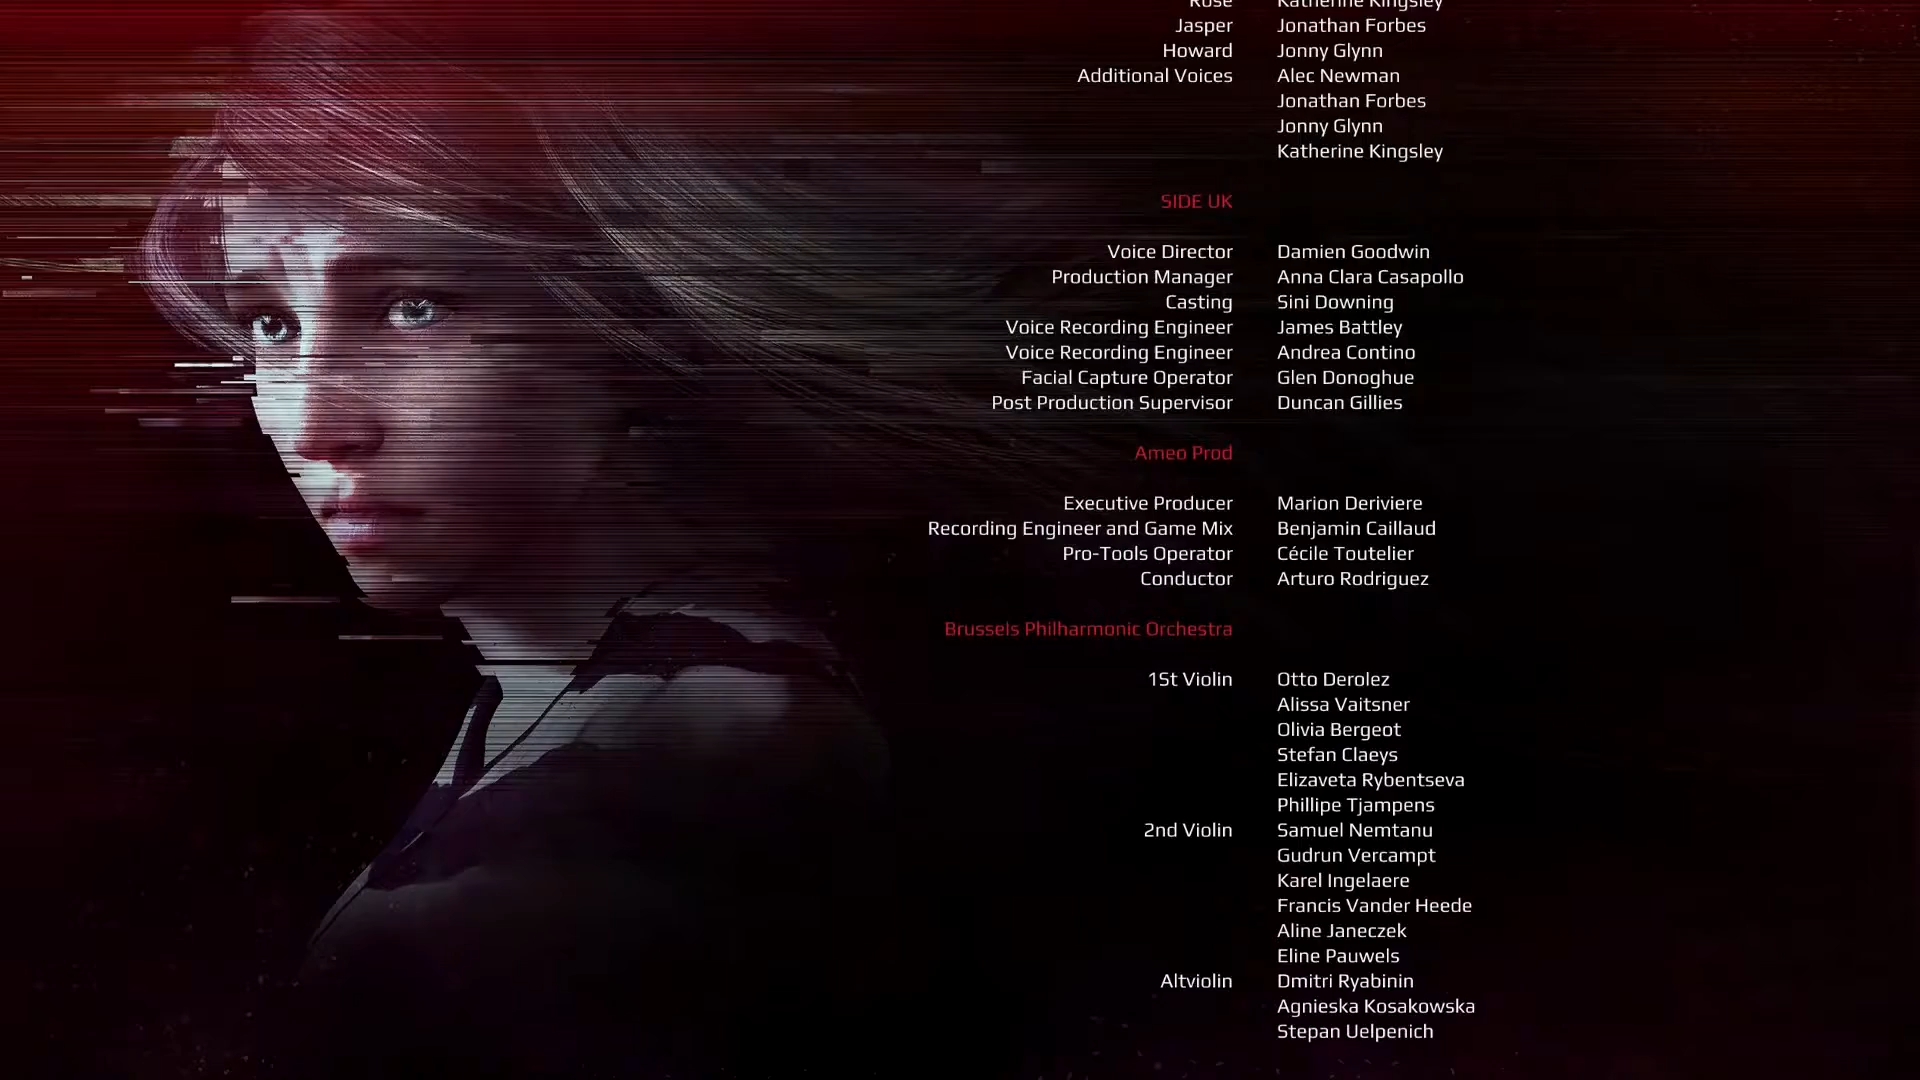 Rose Katherine Kingsley
Jasper Jonathan Forbes
Howard Jonny Glynn
Additional Voices Alec Newman
Jonathan Forbes
Jonny Glynn
Katherine Kingsley
SIDE UK
Voice Director Damien Goodwin
Production Manager Anna Clara Casapollo
Casting Sini Downing
Voice Recording Engineer James Battley
Voice Recording Engineer Andrea Contino
Facial Capture Operator Glen Donoghue
Post Production Supervisor Duncan Gillies
Ameo Prod
Executive Producer Marion Deriviere
Recording Engineer and Game Mix Benjamin Caillaud
Pro-Tools Operator Cécile Toutelier
Conductor Arturo Rodriguez
Brussels Philharmonic Orchestra
1St Violin Otto Derolez
Alissa Vaitsner
Olivia Bergeot
Stefan Claeys
Elizaveta Rybentseva
Phillipe Tjampens
2nd Violin Samuel Nemtanu
Gudrun Vercampt
Karel Ingelaere
Francis Vander Heede
Aline Janeczek
Eline Pauwels
Altviolin Dmitri Ryabinin
Agnieska Kosakowska
Stepan Uelpenich